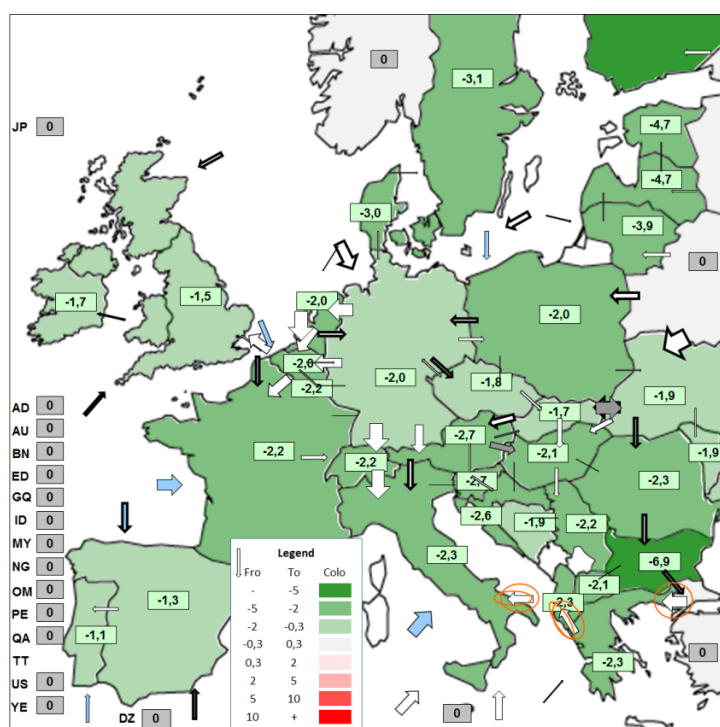 0
-3,1
JP 0
-4,7
-4,7
-3,0
-3,9
0
-1,7
-1,5
-2,0
-2,0
-2,0
-2,0
-1,8
-2,2
-1,9
AD 0
-1,7
AU 0
-2,7
BN 0
-2,2
-2,1
-1,9
ED 0
-2,2
-2,7
-2,3
GQ 0
ID 0
-2,6
-1,9
-2,2
MY 0
-2,3
Legend
Fro To Colo
NG 0
-6,9
- -5
-2,1
OM 0
-1,3
-5 -2
PE 0
-2 -0,3
-2,3
QA 0
-1,1
-0,3 0,3
TT
0,3 2
-2,3
0
US 0
2 5
YE 0
5 10
DZ 0
0
10 +